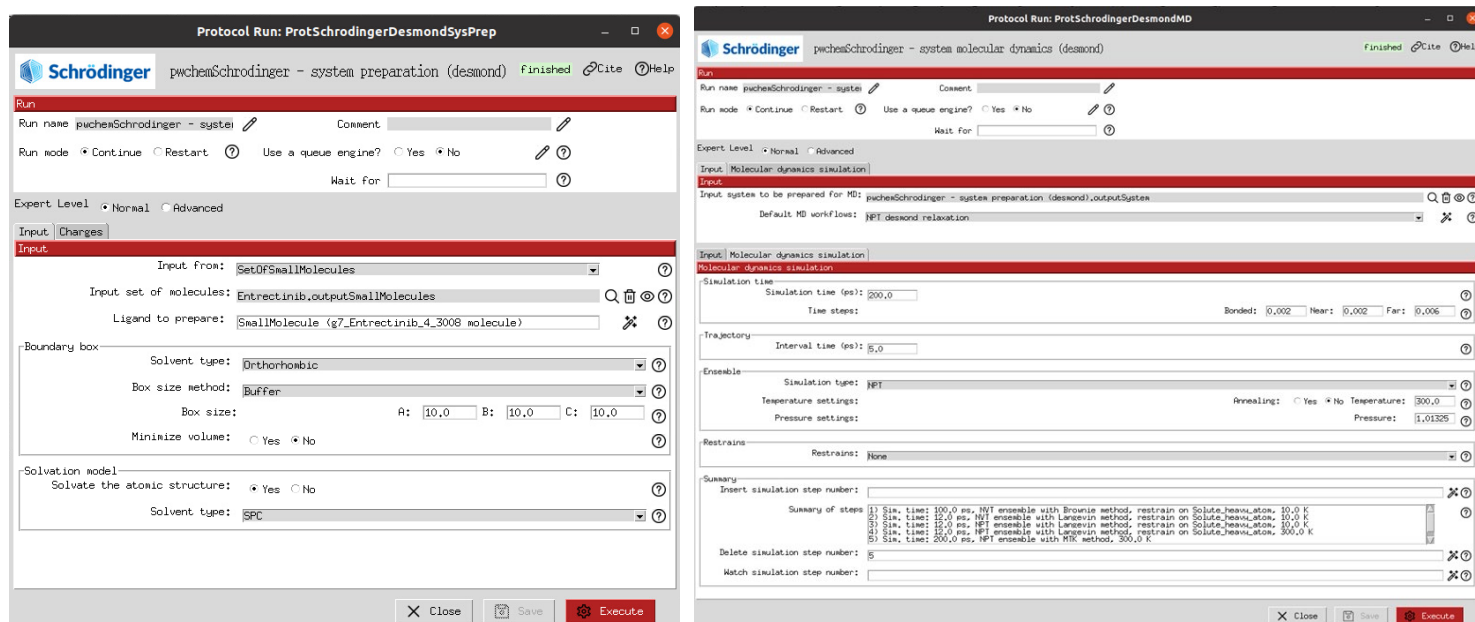 Protocol Run: ProtSchrodingerDesmondSysPrep
Schrödinger pwchemSchrodinger - system preparation (desmond) finished Cite Help
Run
Run name pwchemSchrodinger - system Comment
Run mode Continue Restart Use a queue engine? Yes No
Wait for
Expert Level Normal Advanced
Input Charges
Input
Input from: SetOfSmallMolecules
Input set of molecules: Entrectinib.outputSmallMolecules
Ligand to prepare: SmallMolecule (g7_Entrectinib_4_3008 molecule)
Boundary box
Solvent type: Orthorhombic
Box size method: Buffer
Box size: A: 10.0 B: 10.0 C: 10.0
Minimize volume: Yes No
Solvation model
Solvate the atomic structure: Yes No
Solvent type: SPC
Close Save Execute
Protocol Run: ProtSchrodingerDesmondMD
Schrödinger pwchemSchrodinger - system molecular dynamics (desmond) finished Cite Hel
Run
Run name pwchemSchrodinger - system Comment
Run mode Continue Restart Use a queue engine? Yes No
Wait for
Expert Level Normal Advanced
Input Molecular dynamics simulation
Input
Input system to be prepared for MD: pwchemSchrodinger - system preparation (desmond).outputSystem
Default MD workflows: NPT desmond relaxation
Input Molecular dynamics simulation
Molecular dynamics simulation
Simulation time
Simulation time (ps): 200.0
Time steps: Bonded: 0.002 Near: 0.002 Far: 0.006
Trajectory
Interval time (ps): 5.0
Ensemble
Simulation type: NPT
Temperature settings: Annealing: Yes No Temperature: 300.0
Pressure settings: Pressure: 1.01325
Restrains
Restrains: None
Summary
Insert simulation step number:
Summary of steps 1) Sim. time: 100.0 ps, NVT ensemble with Brownie method, restrain on Solute_heavy_atom, 10.0 K
2) Sim. time: 12.0 ps, NVT ensemble with Langevin method, restrain on Solute_heavy_atom, 10.0 K
3) Sim. time: 12.0 ps, NPT ensemble with Langevin method, restrain on Solute_heavy_atom, 10.0 K
4) Sim. time: 12.0 ps, NPT ensemble with Langevin method, restrain on Solute_heavy_atom, 300.0 K
5) Sim. time: 200.0 ps, NPT ensemble with MTK method, 300.0 K
Delete simulation step number: 5
Watch simulation step number:
Close Save Execute